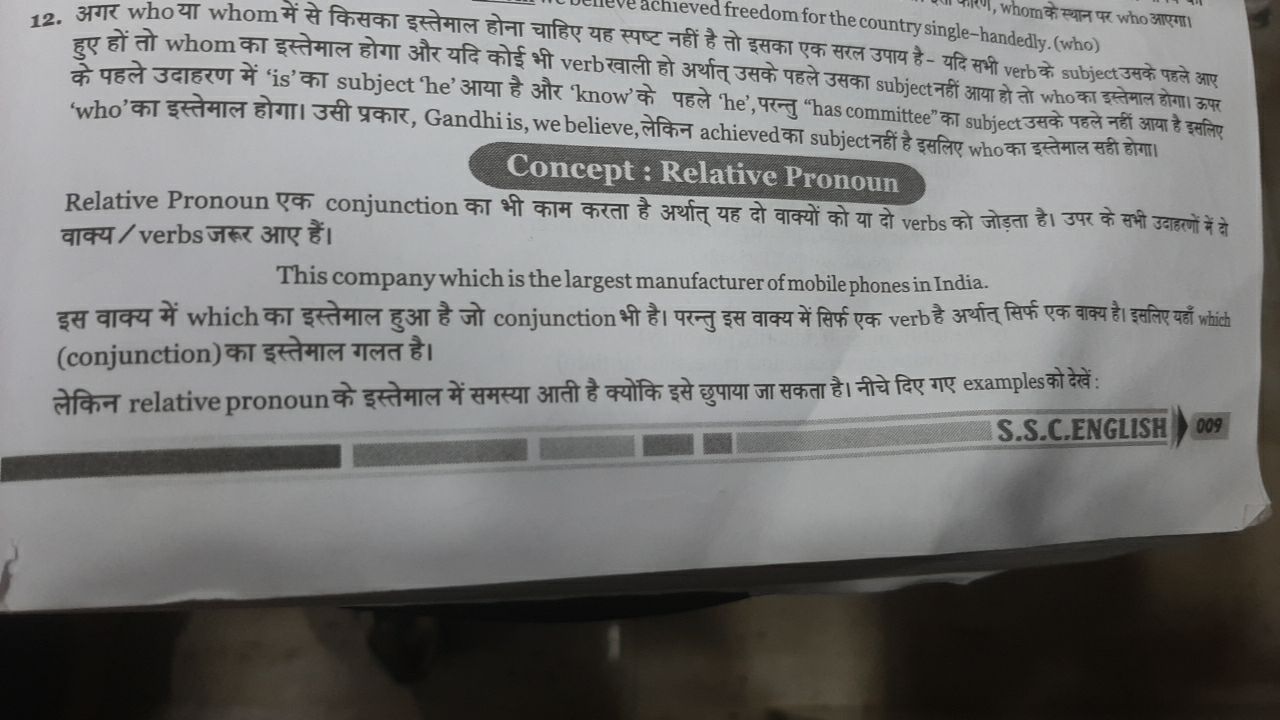 कारण, whom के स्थान पर who आएगा।
we believe achieved freedom for the country single-handedly. (who)
12. अगर who या whom में से किसका इस्तेमाल होना चाहिए यह स्पष्ट नहीं है तो इसका एक सरल उपाय है - यदि सभी verb के subject उसके पहले आए
हुए हों तो whom का इस्तेमाल होगा और यदि कोई भी verb खाली हो अर्थात् उसके पहले उसका subject नहीं आया हो तो who का इस्तेमाल होगा। ऊपर
के पहले उदाहरण में ‘is’ का subject ‘he’ आया है और ‘know’ के पहले ‘he’, परन्तु “has committee” का subject उसके पहले नहीं आया है इसलिए
‘who’ का इस्तेमाल होगा। उसी प्रकार, Gandhi is, we believe, लेकिन achieved का subject नहीं है इसलिए who का इस्तेमाल सही होगा।
Concept : Relative Pronoun
Relative Pronoun एक conjunction का भी काम करता है अर्थात् यह दो वाक्यों को या दो verbs को जोड़ता है। उपर के सभी उदाहरणों में दो
वाक्य / verbs जरूर आए हैं।
This company which is the largest manufacturer of mobile phones in India.
इस वाक्य में which का इस्तेमाल हुआ है जो conjunction भी है। परन्तु इस वाक्य में सिर्फ एक verb है अर्थात् सिर्फ एक वाक्य है। इसलिए यहाँ which
(conjunction) का इस्तेमाल गलत है।
लेकिन relative pronoun के इस्तेमाल में समस्या आती है क्योंकि इसे छुपाया जा सकता है। नीचे दिए गए examples को देखें :
S.S.C.ENGLISH 009